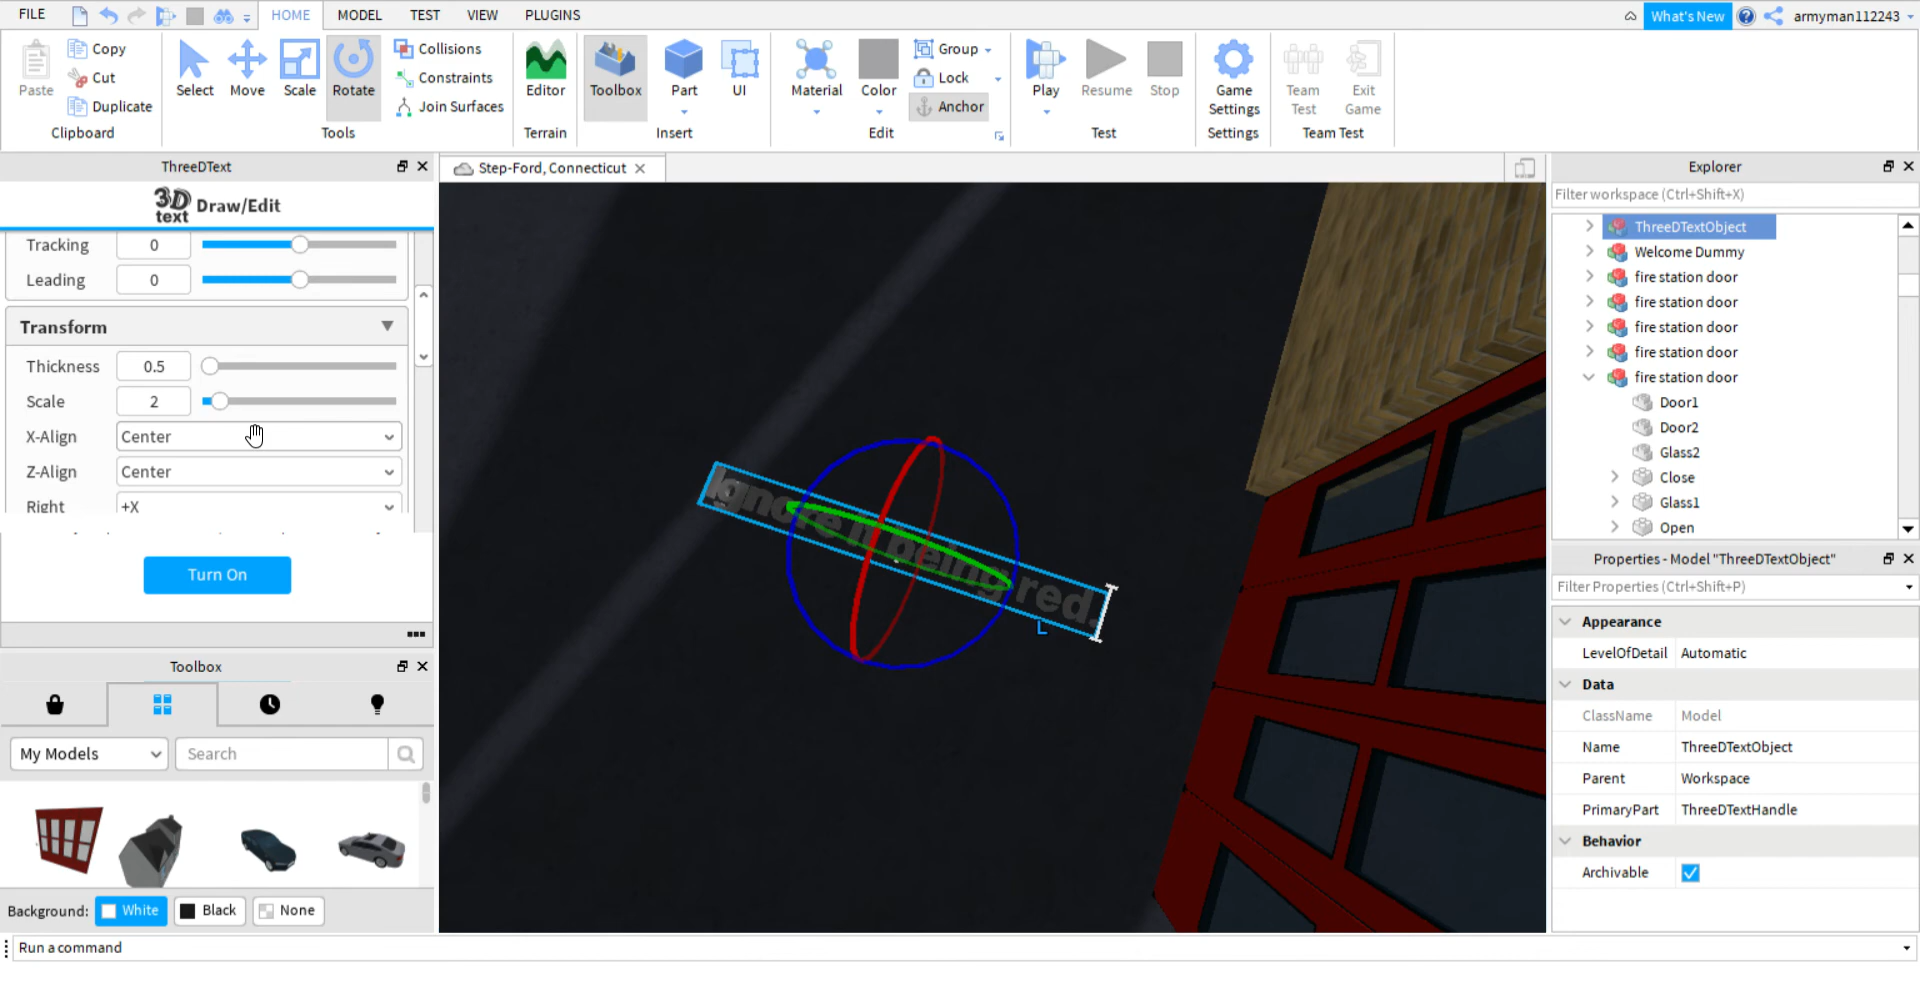 FILE HOME MODEL TEST VIEW PLUGINS What's New armyman112243
Paste Copy Cut Duplicate Clipboard
Select Move Scale Rotate Collisions Constraints Join Surfaces Tools
Editor Terrain
Toolbox Part UI Insert
Material Color Group Lock Anchor Edit
Play Resume Stop Test
Game Settings Settings
Team Test Exit Game Team Test
ThreeDText
3D text Draw/Edit
Tracking 0
Leading 0
Transform
Thickness 0.5
Scale 2
X-Align Center
Z-Align Center
Right +X
Turn On
Toolbox
My Models Search
Background: White Black None
Run a command
Step-Ford, Connecticut
Ignore it being red.
L
Explorer
Filter workspace (Ctrl+Shift+X)
ThreeDTextObject
Welcome Dummy
fire station door
fire station door
fire station door
fire station door
fire station door
Door1
Door2
Glass2
Close
Glass1
Open
Properties - Model "ThreeDTextObject"
Filter Properties (Ctrl+Shift+P)
Appearance
LevelOfDetail Automatic
Data
ClassName Model
Name ThreeDTextObject
Parent Workspace
PrimaryPart ThreeDTextHandle
Behavior
Archivable